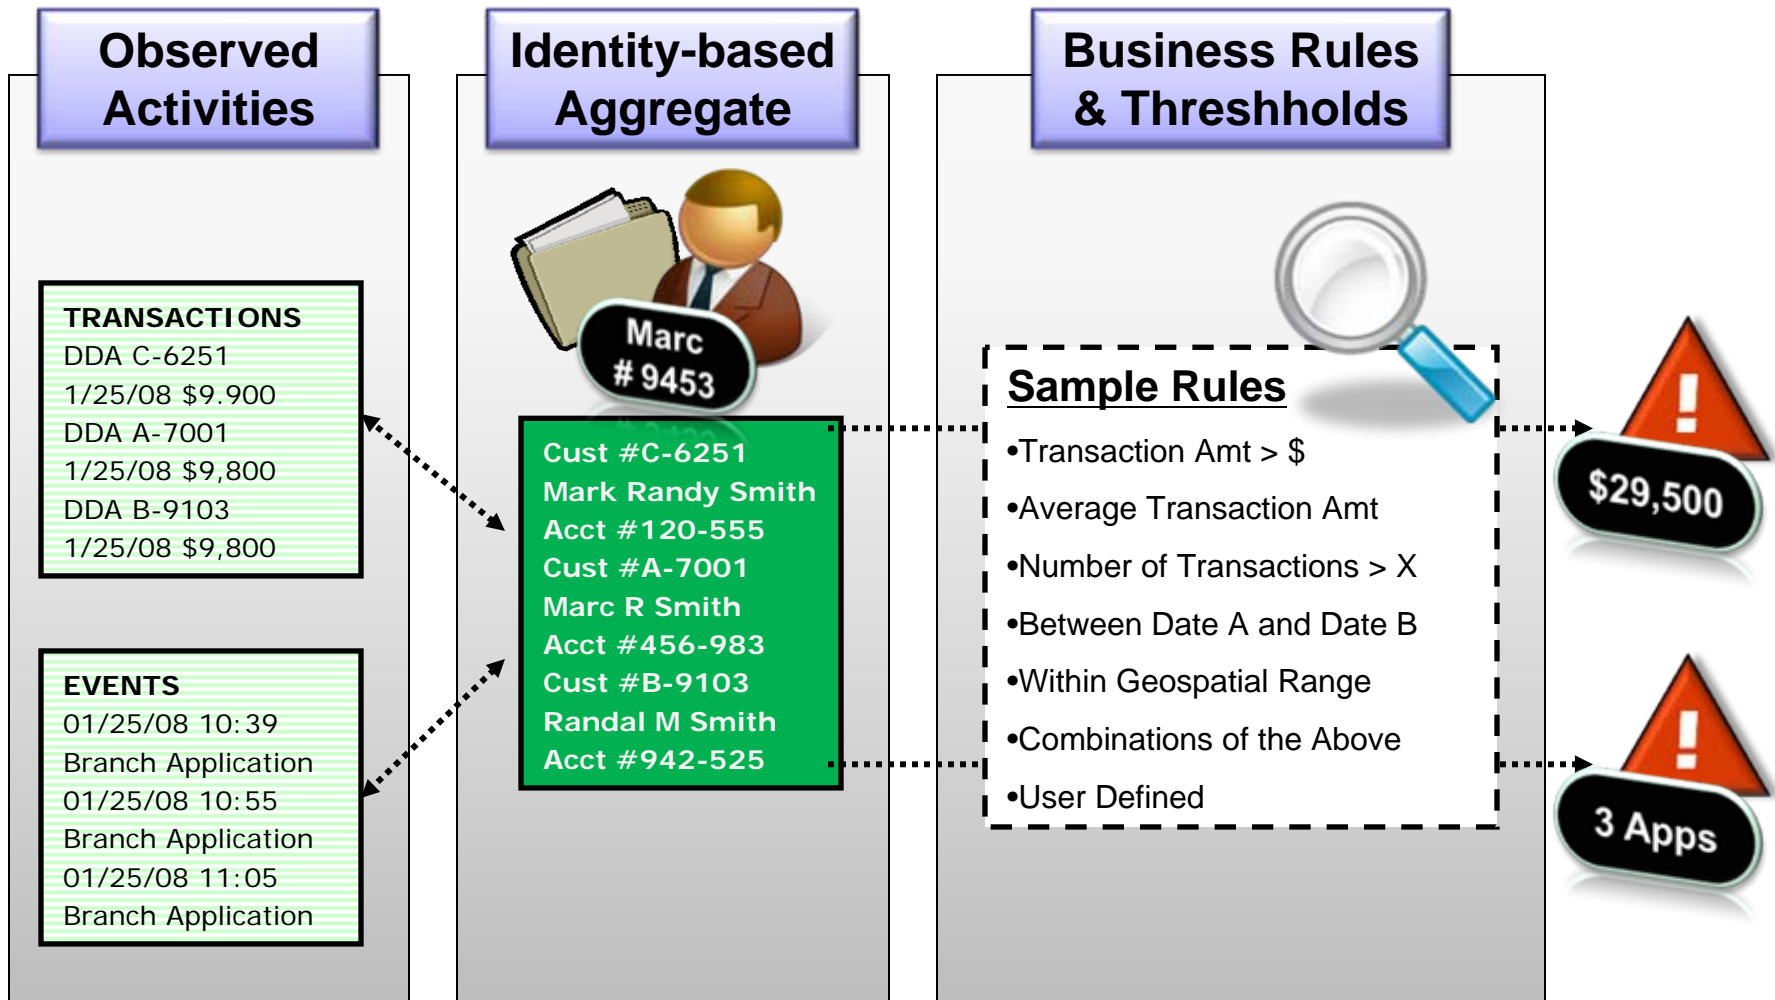 Observed
Activities
Identity-based
Aggregate
Business Rules
& Threshholds
TRANSACTIONS
DDA C-6251
1/25/08 $9.900
DDA A-7001
1/25/08 $9,800
DDA B-9103
1/25/08 $9,800
EVENTS
01/25/08 10:39
Branch Application
01/25/08 10:55
Branch Application
01/25/08 11:05
Branch Application
Marc
# 9453
Cust #C-6251
Mark Randy Smith
Acct #120-555
Cust #A-7001
Marc R Smith
Acct #456-983
Cust #B-9103
Randal M Smith
Acct #942-525
Sample Rules
•Transaction Amt > $
•Average Transaction Amt
•Number of Transactions > X
•Between Date A and Date B
•Within Geospatial Range
•Combinations of the Above
•User Defined
!
$29,500
!
3 Apps